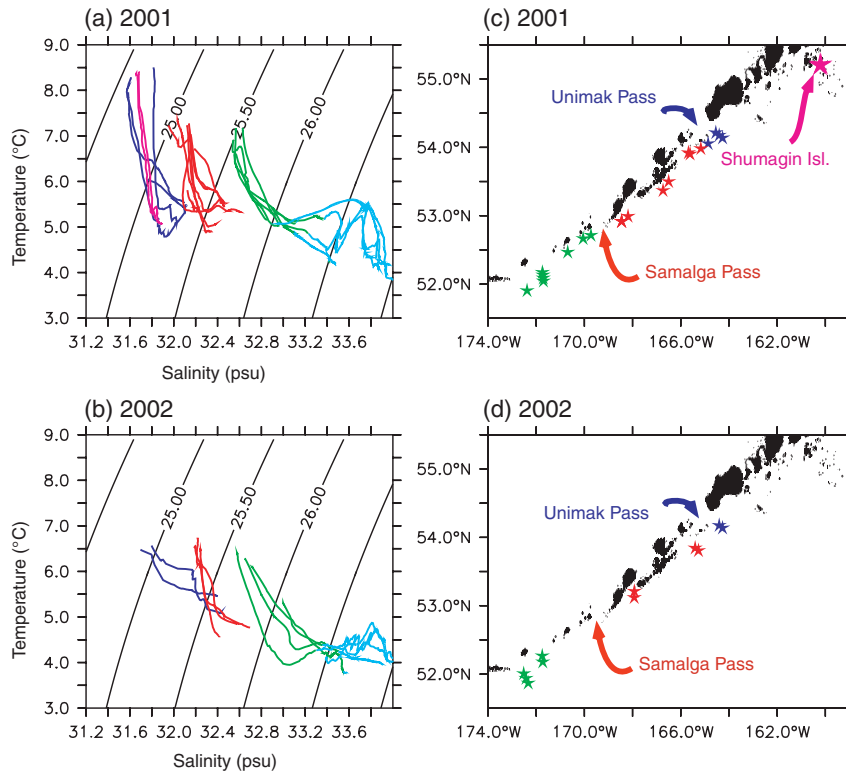 (a) 2001
9.0
8.0
7.0
6.0
5.0
4.0
3.0
Temperature (°C)
25.00
25.50
26.00
31.2 31.6 32.0 32.4 32.8 33.2 33.6
Salinity (psu)
(c) 2001
55.0°N
54.0°N
53.0°N
52.0°N
Unimak Pass
Shumagin Isl.
Samalga Pass
174.0°W 170.0°W 166.0°W 162.0°W
(b) 2002
9.0
8.0
7.0
6.0
5.0
4.0
3.0
Temperature (°C)
25.00
25.50
26.00
31.2 31.6 32.0 32.4 32.8 33.2 33.6
Salinity (psu)
(d) 2002
55.0°N
54.0°N
53.0°N
52.0°N
Unimak Pass
Samalga Pass
174.0°W 170.0°W 166.0°W 162.0°W